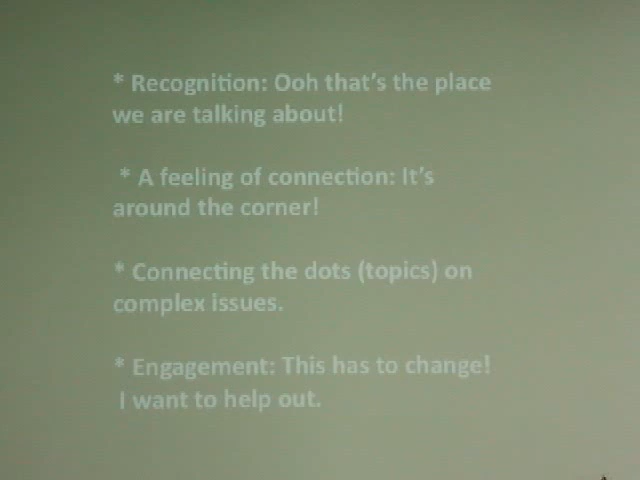 * Recognition: Ooh that's the place
we are talking about!
* A feeling of connection: It's
around the corner!
* Connecting the dots (topics) on
complex issues.
* Engagement: This has to change!
I want to help out.